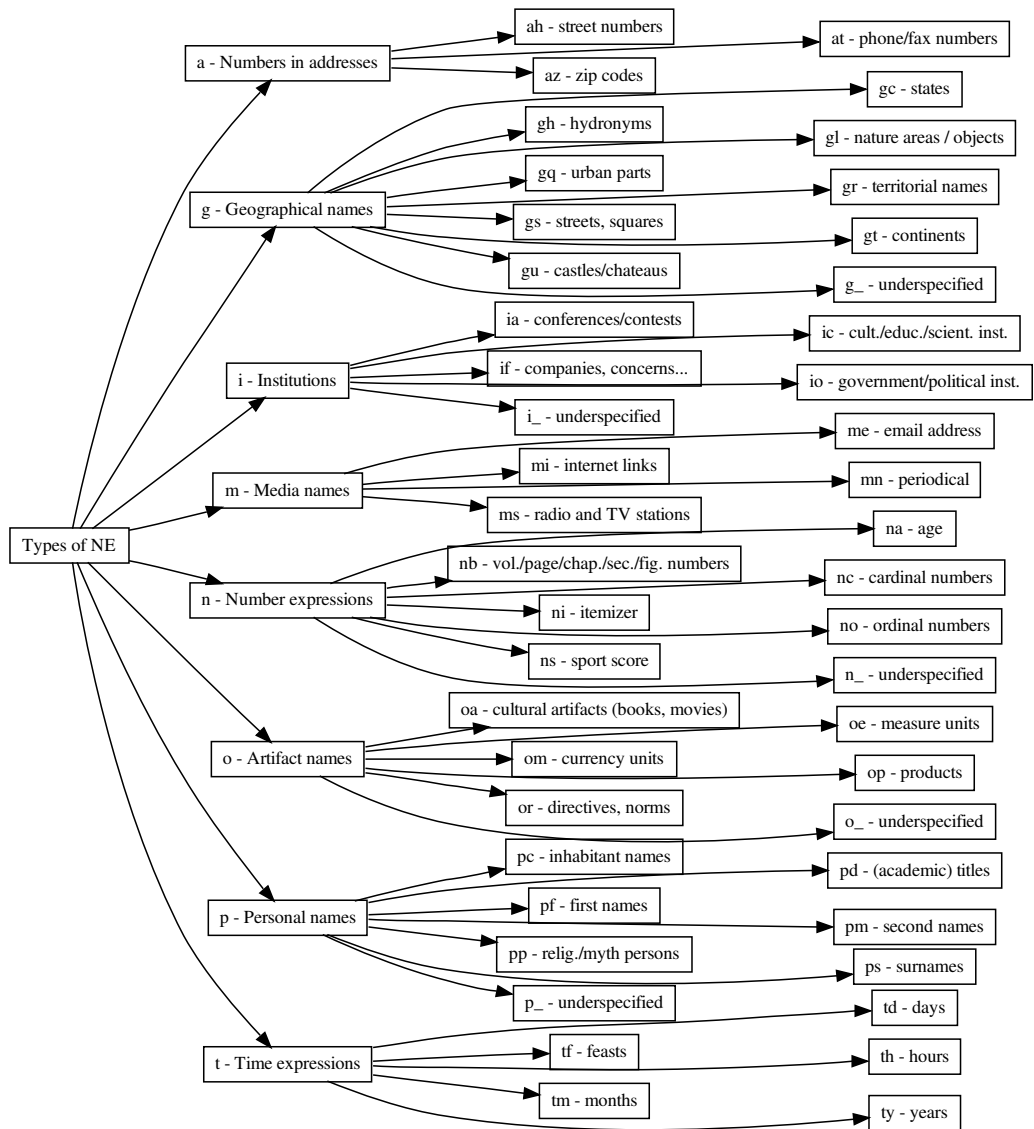 Types of NE
a - Numbers in addresses
ah - street numbers
at - phone/fax numbers
az - zip codes
g - Geographical names
gc - states
gh - hydronyms
gl - nature areas / objects
gq - urban parts
gr - territorial names
gs - streets, squares
gt - continents
gu - castles/chateaus
g_ - underspecified
i - Institutions
ia - conferences/contests
ic - cult./educ./scient. inst.
if - companies, concerns...
io - government/political inst.
i_ - underspecified
m - Media names
me - email address
mi - internet links
mn - periodical
ms - radio and TV stations
n - Number expressions
na - age
nb - vol./page/chap./sec./fig. numbers
nc - cardinal numbers
ni - itemizer
no - ordinal numbers
ns - sport score
n_ - underspecified
o - Artifact names
oa - cultural artifacts (books, movies)
oe - measure units
om - currency units
op - products
or - directives, norms
o_ - underspecified
p - Personal names
pc - inhabitant names
pd - (academic) titles
pf - first names
pm - second names
pp - relig./myth persons
ps - surnames
p_ - underspecified
t - Time expressions
td - days
tf - feasts
th - hours
tm - months
ty - years